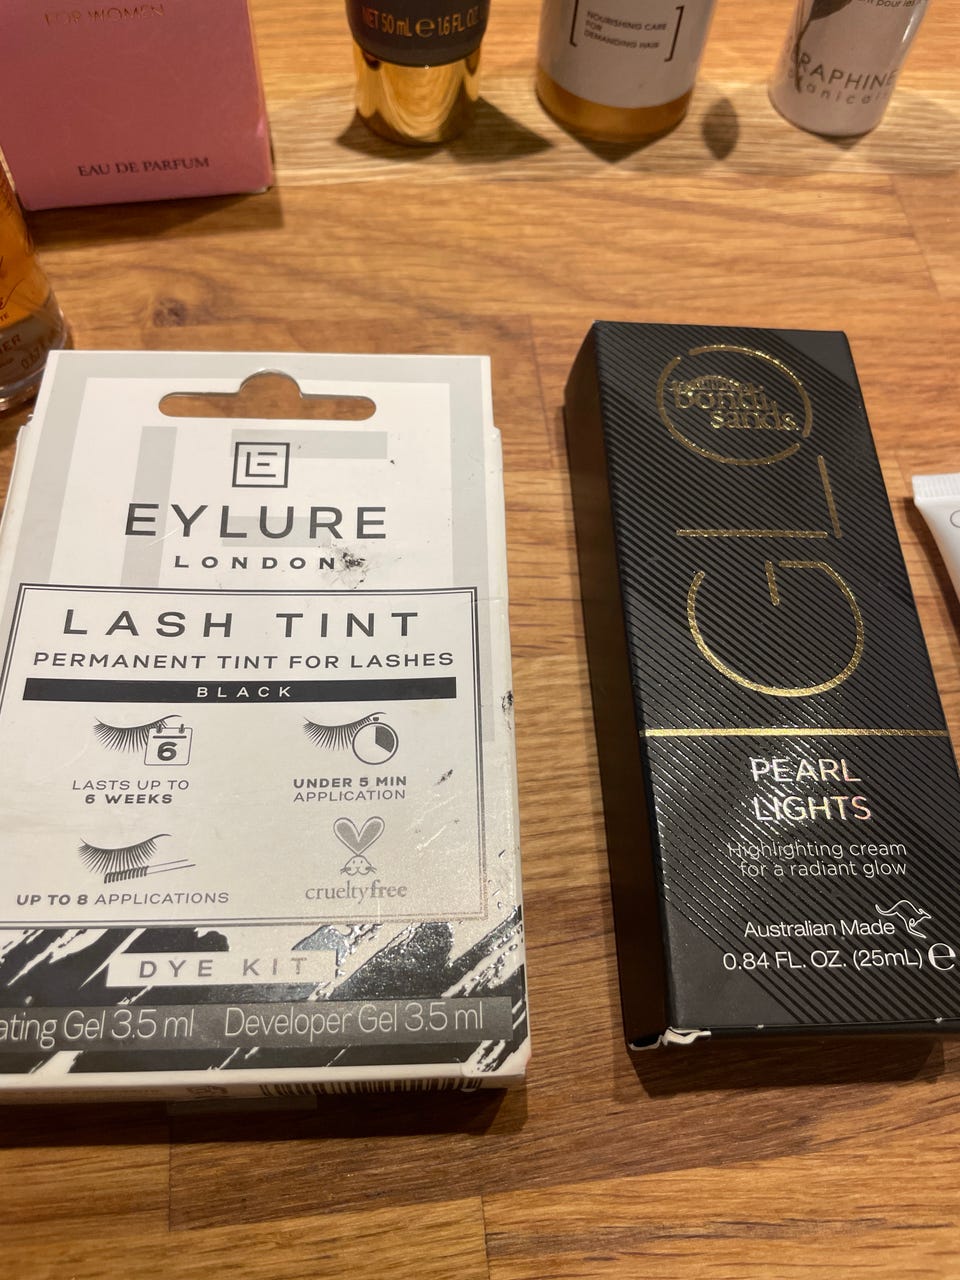 FOR WOMEN
EAU DE PARFUM
NET 50 mL e 1.6 FL. OZ
NOURISHING CARE
FOR
DEMANDING HAIR
RAPHINE
otanicals
E
EYLURE
LONDON
LASH TINT
PERMANENT TINT FOR LASHES
BLACK
6
LASTS UP TO
6 WEEKS
UNDER 5 MIN
APPLICATION
UP TO 8 APPLICATIONS
crueltyfree
DYE KIT
ating Gel 3.5 ml Developer Gel 3.5 ml
bondi
sands.
GLO
PEARL
LIGHTS
Highlighting cream
for a radiant glow
Australian Made
0.84 FL. OZ. (25mL) e